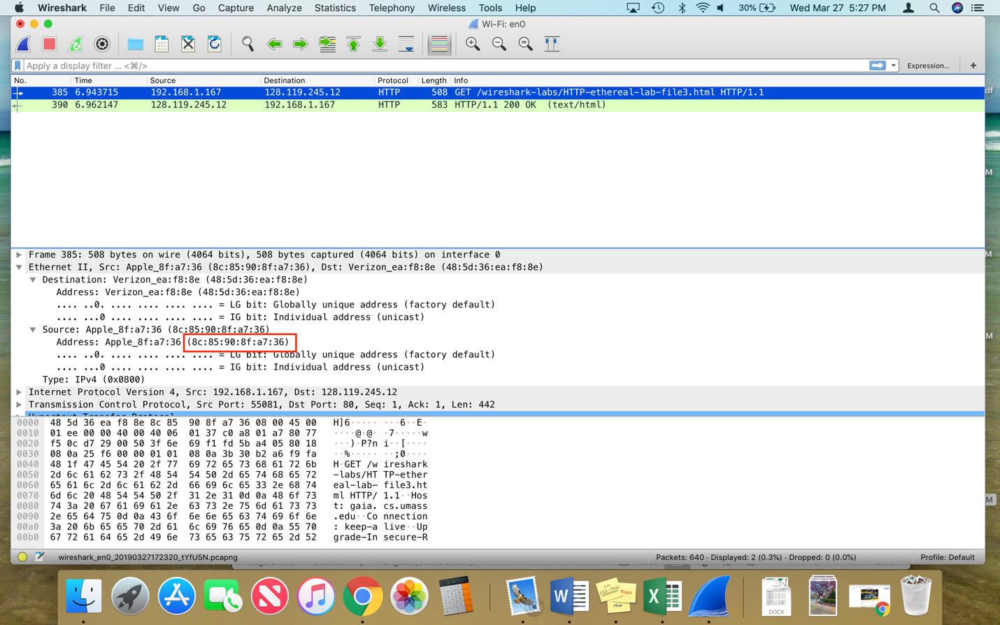 Wireshark File Edit View Go Capture Analyze Statistics Telephony Wireless Tools Help 30% Wed Mar 27 5:27 PM
Wi-Fi: en0
Apply a display filter ... <⌘/> Expression... +
No. Time Source Destination Protocol Length Info
385 6.943715 192.168.1.167 128.119.245.12 HTTP 508 GET /wireshark-labs/HTTP-ethereal-lab-file3.html HTTP/1.1
390 6.962147 128.119.245.12 192.168.1.167 HTTP 583 HTTP/1.1 200 OK (text/html)
Frame 385: 508 bytes on wire (4064 bits), 508 bytes captured (4064 bits) on interface 0
Ethernet II, Src: Apple_8f:a7:36 (8c:85:90:8f:a7:36), Dst: Verizon_ea:f8:8e (48:5d:36:ea:f8:8e)
Destination: Verizon_ea:f8:8e (48:5d:36:ea:f8:8e)
Address: Verizon_ea:f8:8e (48:5d:36:ea:f8:8e)
.... ..0. .... .... .... .... = LG bit: Globally unique address (factory default)
.... ...0 .... .... .... .... = IG bit: Individual address (unicast)
Source: Apple_8f:a7:36 (8c:85:90:8f:a7:36)
Address: Apple_8f:a7:36 (8c:85:90:8f:a7:36)
.... ..0. .... .... .... .... = LG bit: Globally unique address (factory default)
.... ...0 .... .... .... .... = IG bit: Individual address (unicast)
Type: IPv4 (0x0800)
Internet Protocol Version 4, Src: 192.168.1.167, Dst: 128.119.245.12
Transmission Control Protocol, Src Port: 55081, Dst Port: 80, Seq: 1, Ack: 1, Len: 442
Hypertext Transfer Protocol
0000 48 5d 36 ea f8 8e 8c 85 90 8f a7 36 08 00 45 00 H]6····· ···6··E·
0010 01 ee 00 00 40 00 40 06 01 37 c0 a8 01 a7 80 77 ····@·@· ·7·····w
0020 f5 0c d7 29 00 50 3f 6e 69 f1 fd 5b a4 05 80 18 ···)·P?n i··[····
0030 08 0a 25 f6 00 00 01 01 08 0a 3b 30 b2 a6 f9 fa ··%····· ··;0····
0040 48 1f 47 45 54 20 2f 77 69 72 65 73 68 61 72 6b H·GET /w ireshark
0050 2d 6c 61 62 73 2f 48 54 54 50 2d 65 74 68 65 72 -labs/HT TP-ether
0060 65 61 6c 2d 6c 61 62 2d 66 69 6c 65 33 2e 68 74 eal-lab- file3.ht
0070 6d 6c 20 48 54 54 50 2f 31 2e 31 0d 0a 48 6f 73 ml HTTP/ 1.1··Hos
0080 74 3a 20 67 61 69 61 2e 63 73 2e 75 6d 61 73 73 t: gaia. cs.umass
0090 2e 65 64 75 0d 0a 43 6f 6e 6e 65 63 74 69 6f 6e .edu··Co nnection
00a0 3a 20 6b 65 65 70 2d 61 6c 69 76 65 0d 0a 55 70 : keep-a live··Up
00b0 67 72 61 64 65 2d 49 6e 73 65 63 75 72 65 2d 52 grade-In secure-R
wireshark_en0_20190327172320_tYfU5N.pcapng Packets: 640 · Displayed: 2 (0.3%) · Dropped: 0 (0.0%) Profile: Default
3.141593
W
Eggs
Milk
X
DOCX